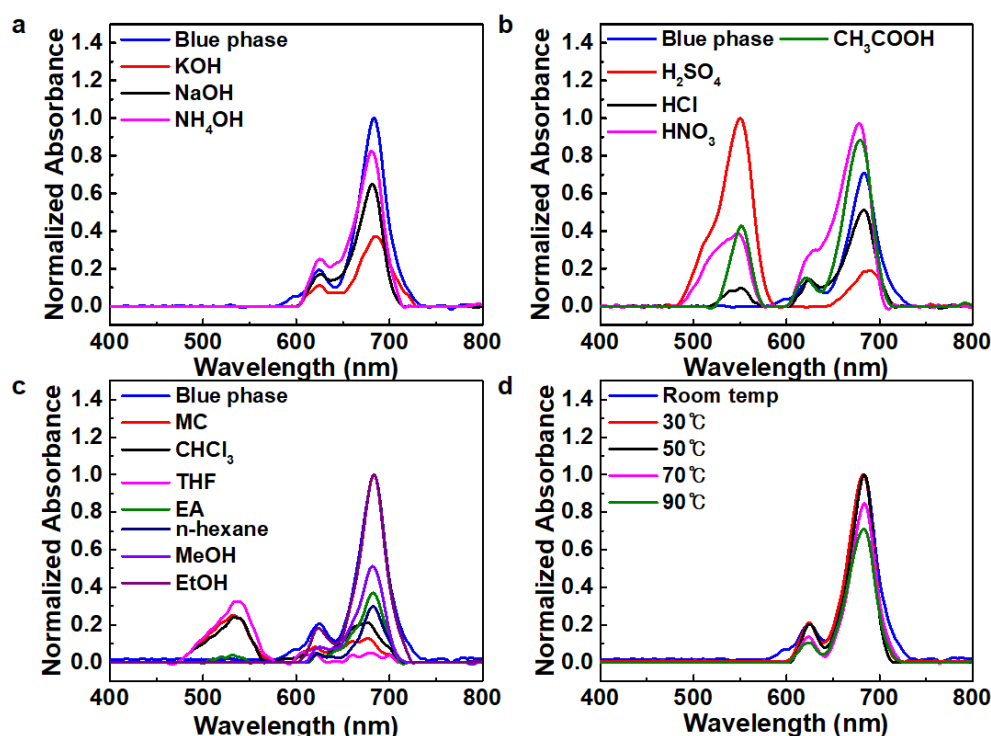 a
Normalized Absorbance
1.4
1.2
1.0
0.8
0.6
0.4
0.2
0.0
Blue phase
KOH
NaOH
NH₄OH
400 500 600 700 800
Wavelength (nm)
b
Normalized Absorbance
1.4
1.2
1.0
0.8
0.6
0.4
0.2
0.0
Blue phase CH₃COOH
H₂SO₄
HCl
HNO₃
400 500 600 700 800
Wavelength (nm)
c
Normalized Absorbance
1.4
1.2
1.0
0.8
0.6
0.4
0.2
0.0
Blue phase
MC
CHCl₃
THF
EA
n-hexane
MeOH
EtOH
400 500 600 700 800
Wavelength (nm)
d
Normalized Absorbance
1.4
1.2
1.0
0.8
0.6
0.4
0.2
0.0
Room temp
30℃
50℃
70℃
90℃
400 500 600 700 800
Wavelength (nm)